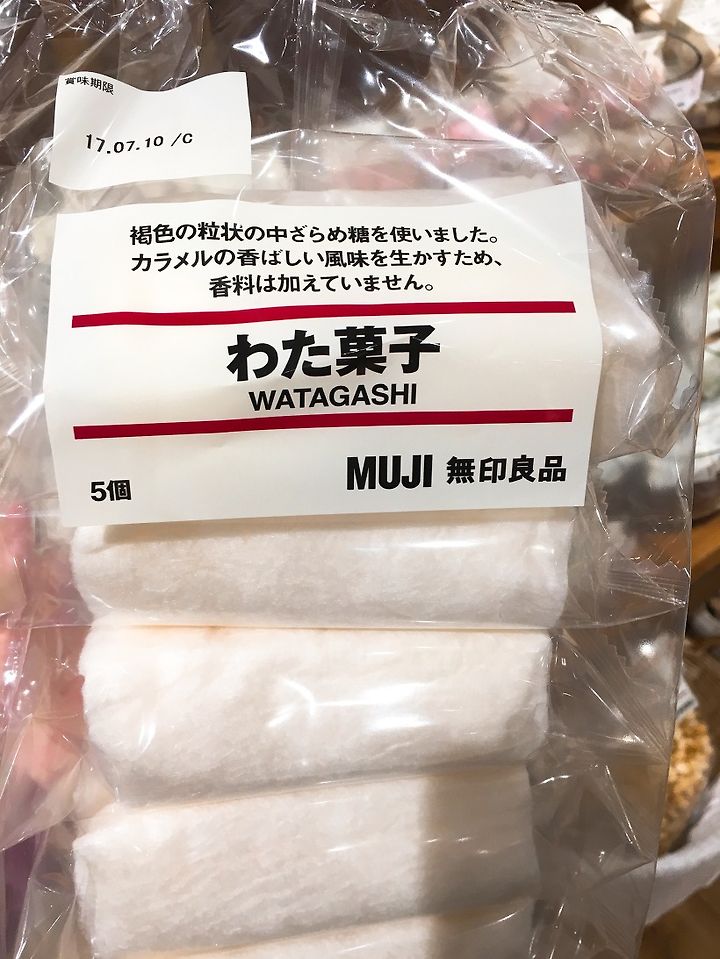 賞味期限
17.07.10 /C
褐色の粒状の中ざらめ糖を使いました。
カラメルの香ばしい風味を生かすため、
香料は加えていません。
わた菓子
WATAGASHI
5個
MUJI 無印良品